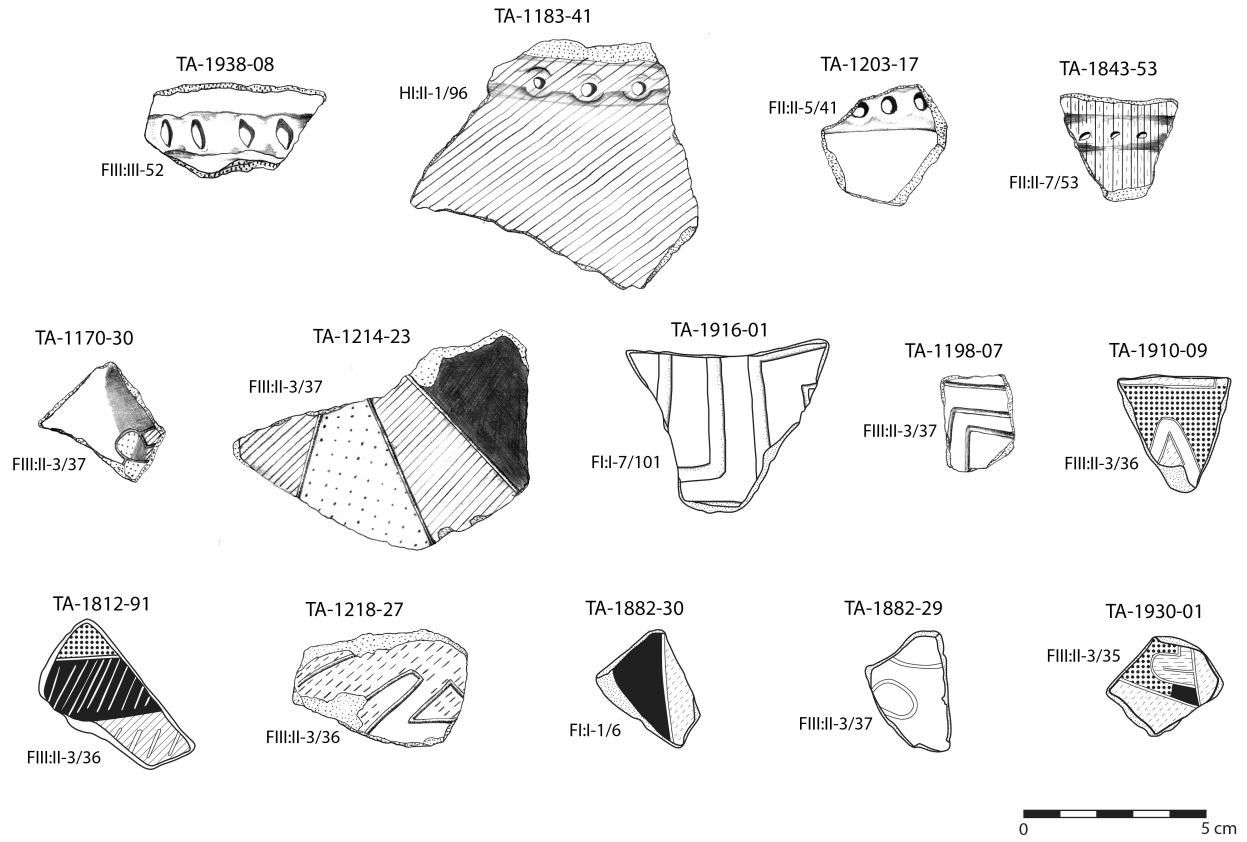 TA-1183-41
TA-1938-08
TA-1203-17
TA-1843-53
HI:II-1/96
FII:II-5/41
FIII:III-52
FII:II-7/53
TA-1170-30
TA-1214-23
TA-1916-01
TA-1198-07
TA-1910-09
FIII:II-3/37
FIII:II-3/37
FIII:II-3/37
FI:I-7/101
FIII:II-3/36
TA-1812-91
TA-1218-27
TA-1882-30
TA-1882-29
TA-1930-01
FIII:II-3/35
FIII:II-3/36
FIII:II-3/36
FI:I-1/6
FIII:II-3/37
0 5 cm